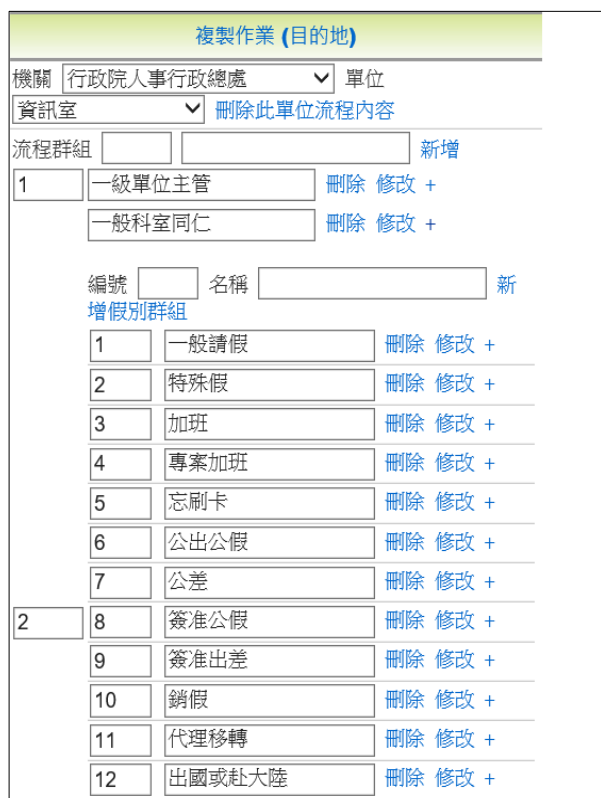 複製作業 (目的地)
機關 行政院人事行政總處 單位
資訊室 刪除此單位流程內容
流程群組 新增
1 一級單位主管 刪除 修改 +
一般科室同仁 刪除 修改 +
編號 名稱 新
增假別群組
1 一般請假 刪除 修改 +
2 特殊假 刪除 修改 +
3 加班 刪除 修改 +
4 專案加班 刪除 修改 +
5 忘刷卡 刪除 修改 +
6 公出公假 刪除 修改 +
7 公差 刪除 修改 +
2 8 簽准公假 刪除 修改 +
9 簽准出差 刪除 修改 +
10 銷假 刪除 修改 +
11 代理移轉 刪除 修改 +
12 出國或赴大陸 刪除 修改 +